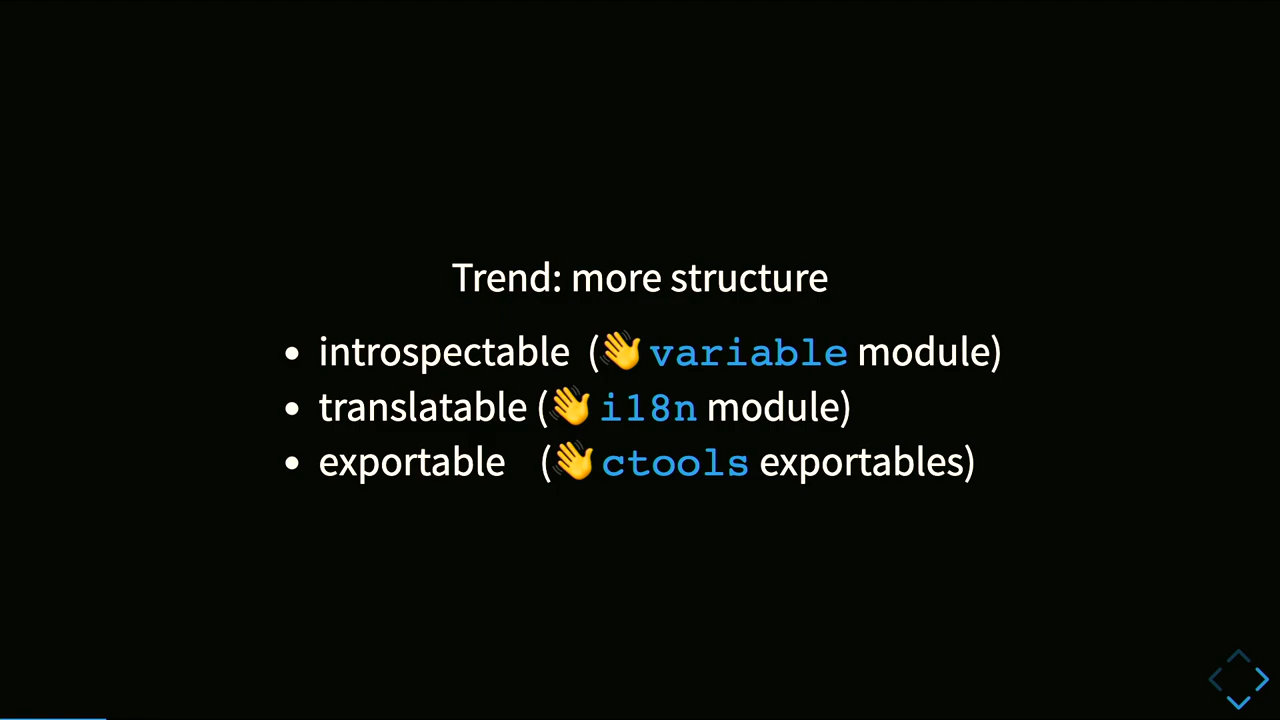 Trend: more structure
• introspectable (👋 variable module)
• translatable (👋 i18n module)
• exportable (👋 ctools exportables)